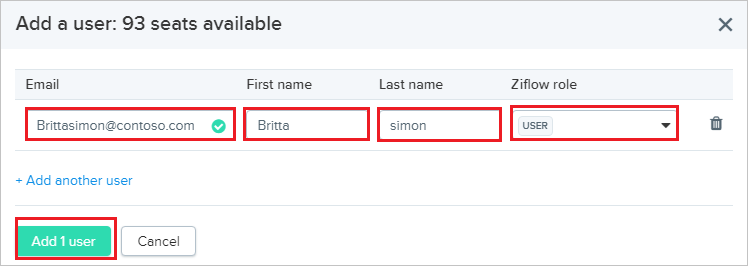 Add a user: 93 seats available
Email First name Last name Ziflow role
Brittasimon@contoso.com Britta simon USER
+ Add another user
Add 1 user Cancel